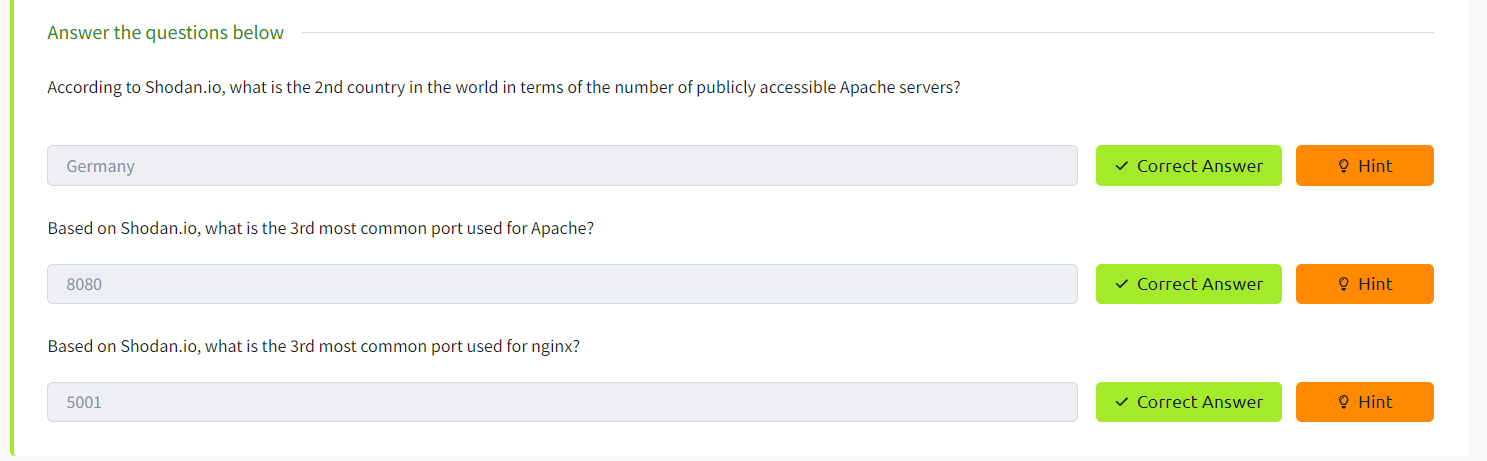 Answer the questions below
According to Shodan.io, what is the 2nd country in the world in terms of the number of publicly accessible Apache servers?
Germany
Correct Answer
Hint
Based on Shodan.io, what is the 3rd most common port used for Apache?
8080
Correct Answer
Hint
Based on Shodan.io, what is the 3rd most common port used for nginx?
5001
Correct Answer
Hint